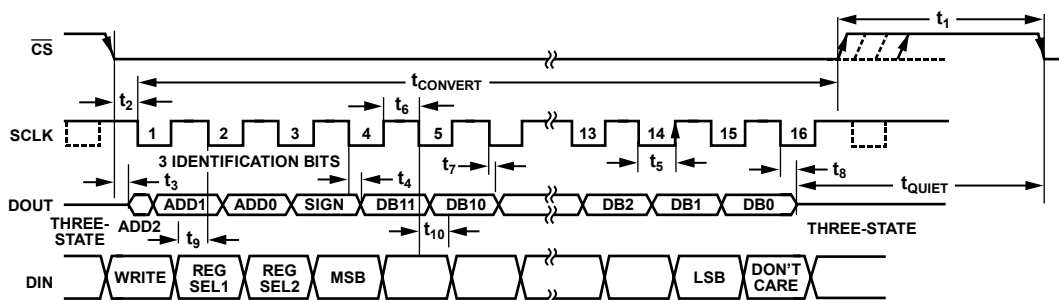 t1
CS
tCONVERT
t2
t6
SCLK
1 2 3 4 5 13 14 15 16
3 IDENTIFICATION BITS
t3 t4 t7 t5 t8
tQUIET
DOUT
ADD1 ADD0 SIGN DB11 DB10 DB2 DB1 DB0
THREE-
STATE
ADD2
THREE-STATE
t9
t10
DIN
WRITE
REG
SEL1
REG
SEL2
MSB
LSB
DON'T
CARE